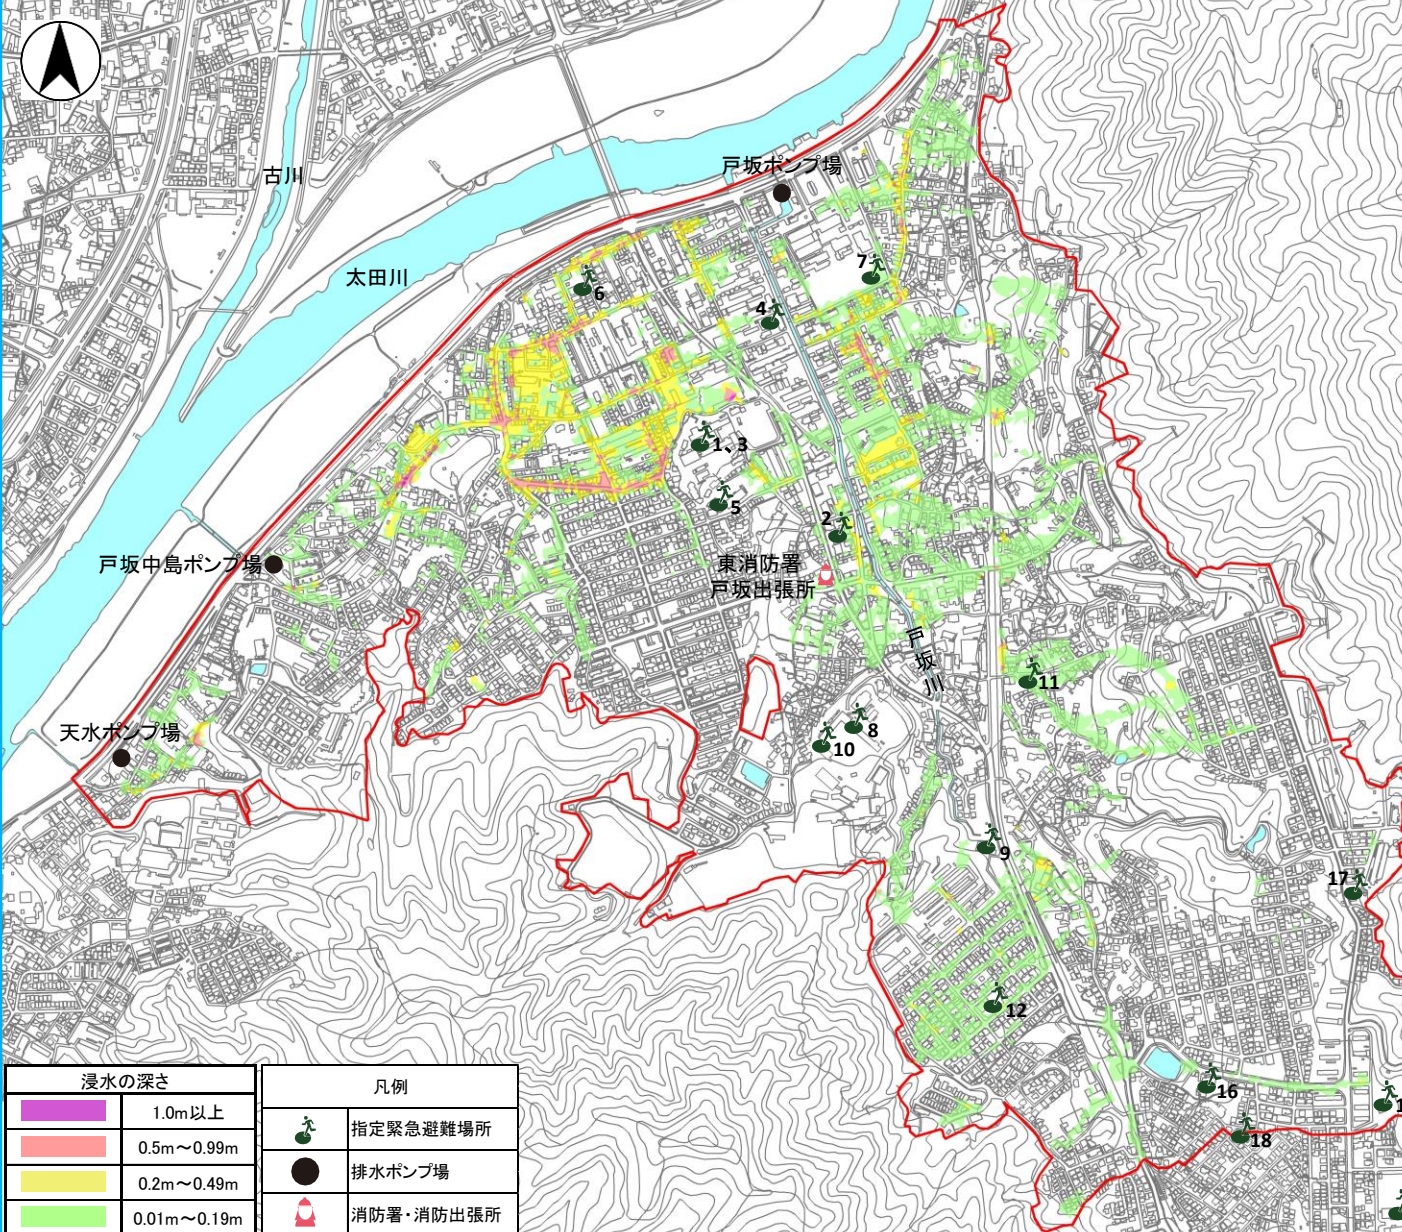 古川
戸坂ポンプ場
太田川
7
6
4
1、3
5
2
戸坂中島ポンプ場
東消防署
戸坂出張所
戸坂川
11
天水ポンプ場
8
10
9
17
12
16
1
18
浸水の深さ
1.0m以上
0.5m～0.99m
0.2m～0.49m
0.01m～0.19m
凡例
指定緊急避難場所
排水ポンプ場
消防署・消防出張所